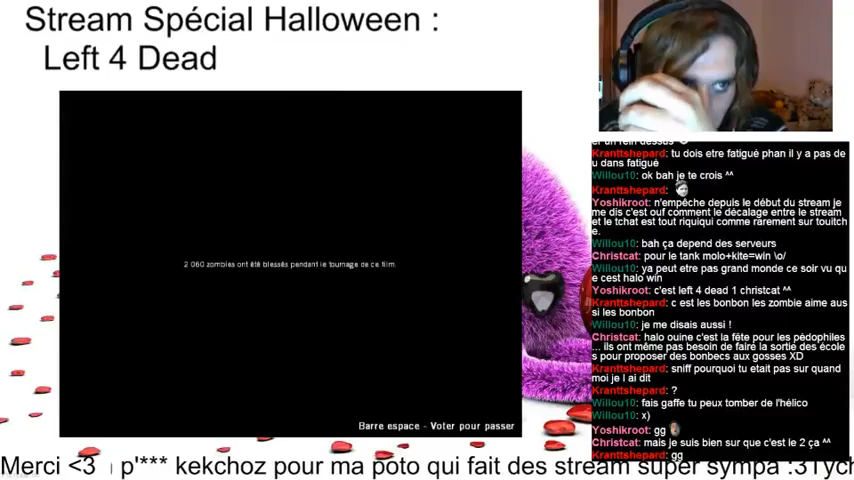 Stream Spécial Halloween :
Left 4 Dead
2 060 zombies ont été blessés pendant le tournage de ce film.
Barre espace - Voter pour passer
Kranttshepard: tu dois etre fatigué phan il y a pas de
u dans fatigué
Willou10: ok bah je te crois ^^
Kranttshepard:
Yoshikroot: n'empêche depuis le début du stream je
me dis c'est ouf comment le décalage entre le stream
et le tchat est tout riquiqui comme rarement sur touitch
e.
Willou10: bah ça depend des serveurs
Christcat: pour le tank molo+kite=win \o/
Willou10: ya peut etre pas grand monde ce soir vu qu
e cest halo win
Yoshikroot: c'est left 4 dead 1 christcat ^^
Kranttshepard: c est les bonbon les zombie aime aus
si les bonbon
Willou10: je me disais aussi !
Christcat: halo ouine c'est la fête pour les pédophiles
... ils ont même pas besoin de faire la sortie des école
s pour proposer des bonbecs aux gosses XD
Kranttshepard: sniff pourquoi tu etait pas sur quand
moi je l ai dit
Kranttshepard: ?
Willou10: fais gaffe tu peux tomber de l'hélico
Willou10: x)
Yoshikroot: gg
Christcat: mais je suis bien sur que c'est le 2 ça ^^
Kranttshepard: gg
Merci <3 p'*** kekchoz pour ma poto qui fait des stream super sympa :3Tych